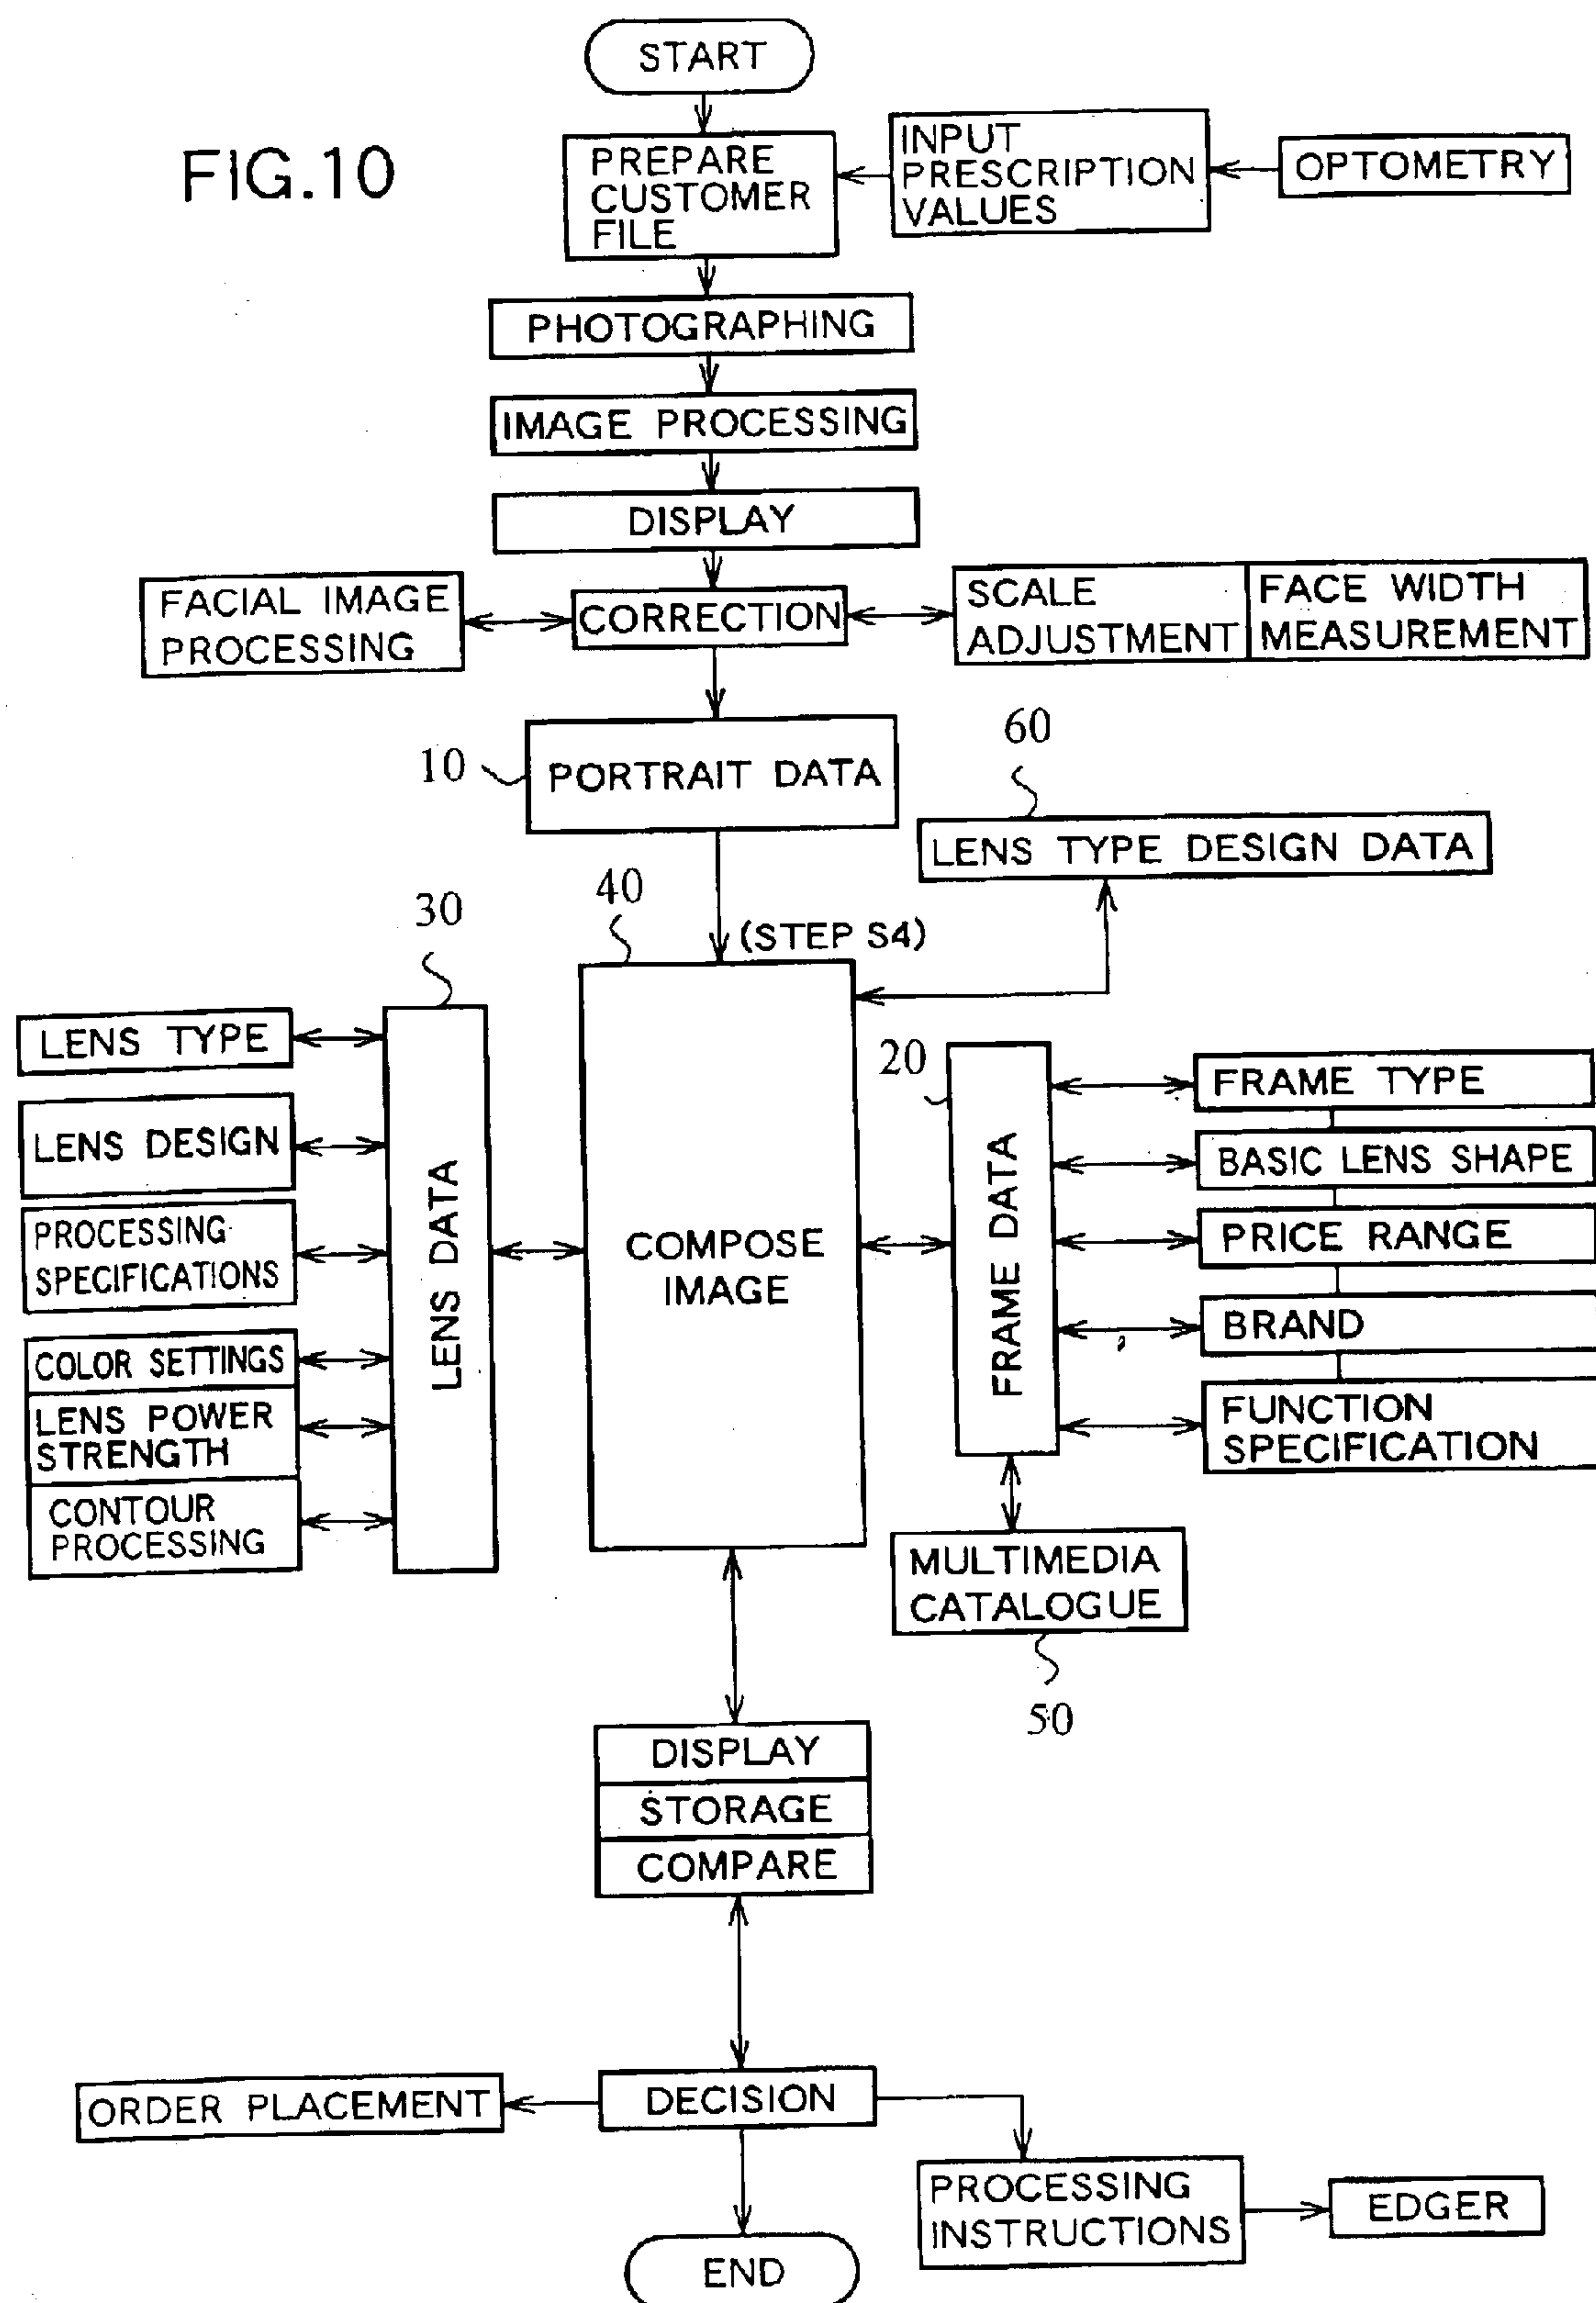 START
FIG.10
PREPARE
CUSTOMER
FILE
INPUT
PRESCRIPTION
VALUES
OPTOMETRY
PHOTOGRAPHING
IMAGE PROCESSING
DISPLAY
FACIAL IMAGE
PROCESSING
CORRECTION
SCALE
ADJUSTMENT
FACE WIDTH
MEASUREMENT
10
PORTRAIT DATA
60
LENS TYPE DESIGN DATA
40
(STEP S4)
30
LENS TYPE
LENS DESIGN
PROCESSING
SPECIFICATIONS
COLOR SETTINGS
LENS POWER
STRENGTH
CONTOUR
PROCESSING
LENS DATA
COMPOSE
IMAGE
20
FRAME DATA
FRAME TYPE
BASIC LENS SHAPE
PRICE RANGE
BRAND
FUNCTION
SPECIFICATION
MULTIMEDIA
CATALOGUE
50
DISPLAY
STORAGE
COMPARE
ORDER PLACEMENT
DECISION
PROCESSING
INSTRUCTIONS
EDGER
END